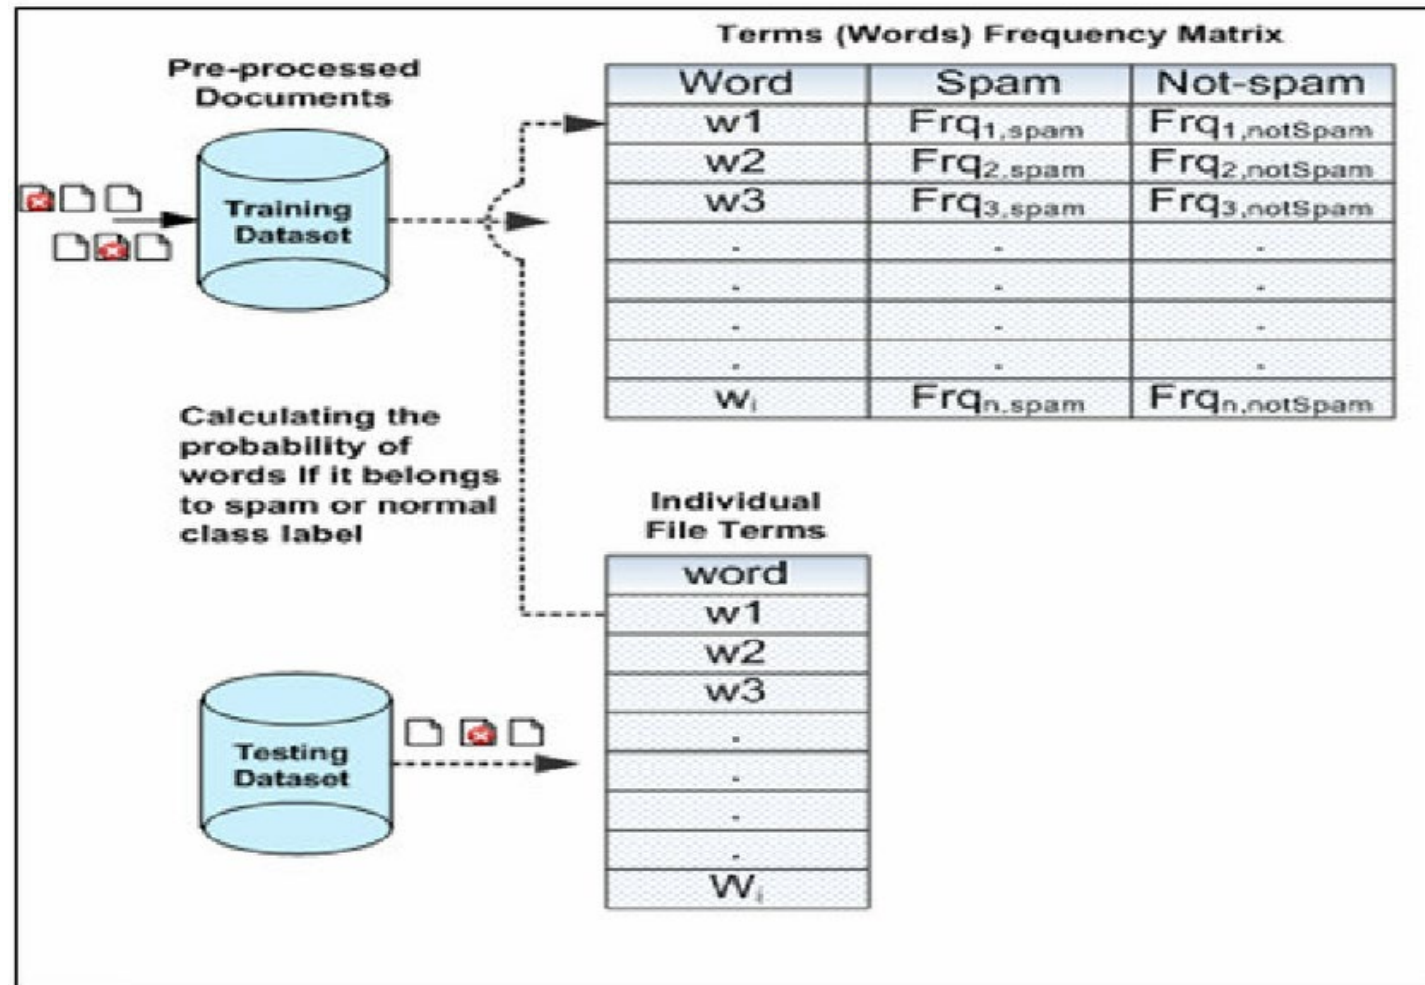 Terms (Words) Frequency Matrix
Pre-processed
Documents
Word Spam Not-spam
w1 Frq1,spam Frq1,notSpam
w2 Frq2,spam Frq2,notSpam
w3 Frq3,spam Frq3,notSpam
. . .
. . .
. . .
. . .
wi Frqn,spam Frqn,notSpam
Training
Dataset
Calculating the
probability of
words If it belongs
to spam or normal
class label
Individual
File Terms
word
w1
w2
w3
.
.
.
.
Wi
Testing
Dataset